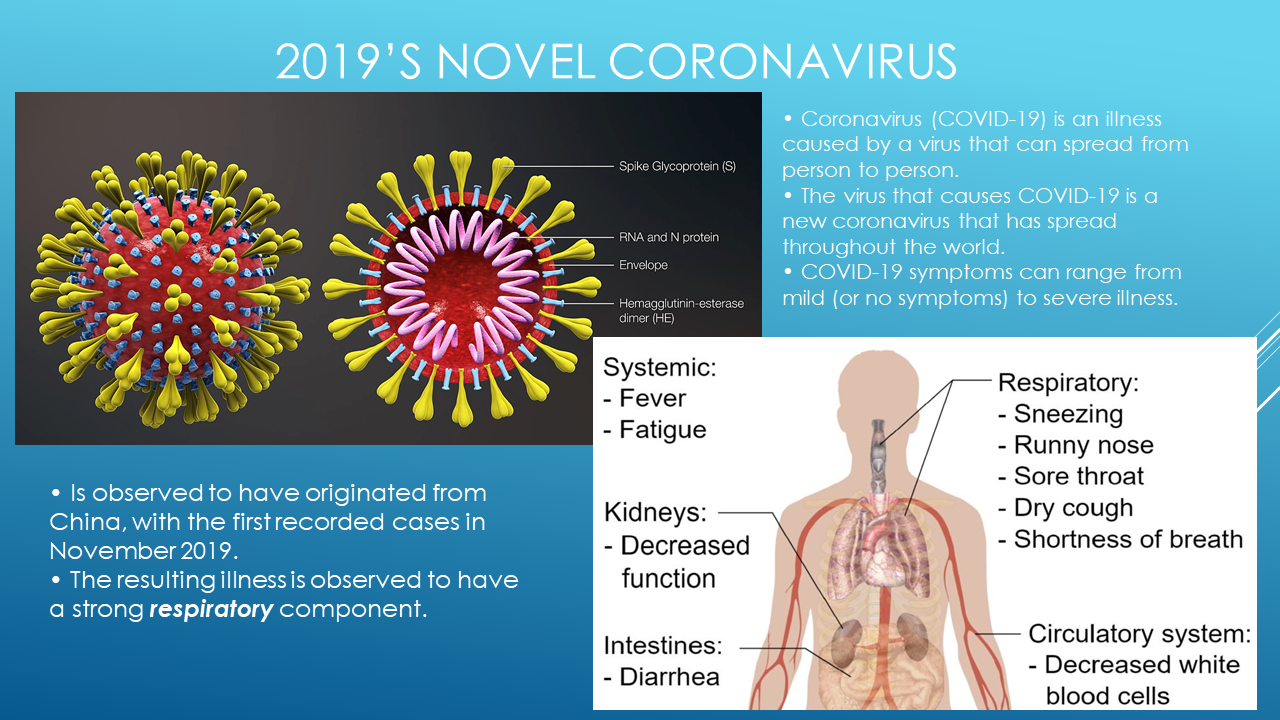 2019’S NOVEL CORONAVIRUS
Spike Glycoprotein (S)
RNA and N protein
Envelope
Hemagglutinin-esterase
dimer (HE)
• Coronavirus (COVID-19) is an illness
caused by a virus that can spread from
person to person.
• The virus that causes COVID-19 is a
new coronavirus that has spread
throughout the world.
• COVID-19 symptoms can range from
mild (or no symptoms) to severe illness.
• Is observed to have originated from
China, with the first recorded cases in
November 2019.
• The resulting illness is observed to have
a strong respiratory component.
Systemic:
- Fever
- Fatigue
Kidneys:
- Decreased
function
Intestines:
- Diarrhea
Respiratory:
- Sneezing
- Runny nose
- Sore throat
- Dry cough
- Shortness of breath
Circulatory system:
- Decreased white
blood cells